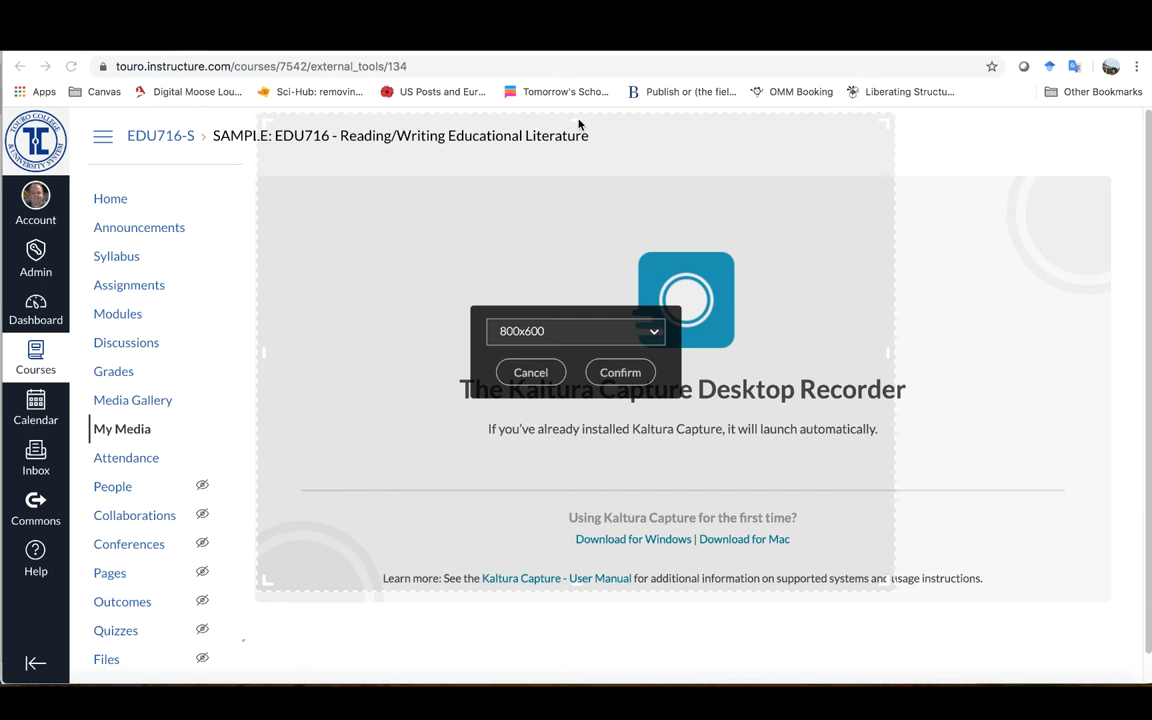 touro.instructure.com/courses/7542/external_tools/134
Apps Canvas Digital Moose Lou... Sci-Hub: removin... US Posts and Eur... Tomorrow's Scho... Publish or (the fiel... OMM Booking Liberating Structu... Other Bookmarks
EDU716-S › SAMPLE: EDU716 - Reading/Writing Educational Literature
Account
Admin
Dashboard
Courses
Calendar
Inbox
Commons
Help
Home
Announcements
Syllabus
Assignments
Modules
Discussions
Grades
Media Gallery
My Media
Attendance
People
Collaborations
Conferences
Pages
Outcomes
Quizzes
Files
800x600
Cancel Confirm
The Kaltura Capture Desktop Recorder
If you've already installed Kaltura Capture, it will launch automatically.
Using Kaltura Capture for the first time?
Download for Windows | Download for Mac
Learn more: See the Kaltura Capture - User Manual for additional information on supported systems and usage instructions.